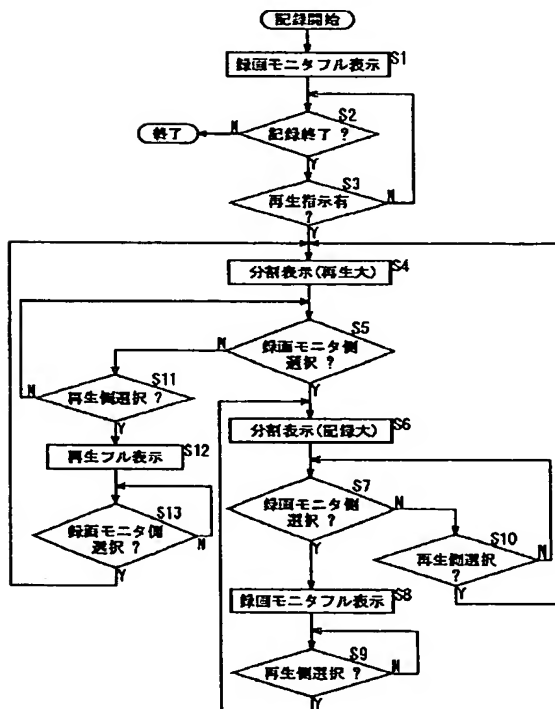 記録開始
録画モニタフル表示 S1
S2
記録終了 ?
N
終了
Y
S3
再生指示有
?
N
Y
分割表示(再生大) S4
S5
録画モニタ側
選択 ?
N
Y
S11
再生側選択 ?
N
Y
分割表示(記録大) S6
再生フル表示 S12
S7
録画モニタ側
選択 ?
N
Y
S13
録画モニタ側
選択 ?
N
Y
S10
再生側選択
?
N
Y
録画モニタフル表示 S8
S9
再生側選択 ?
N
Y